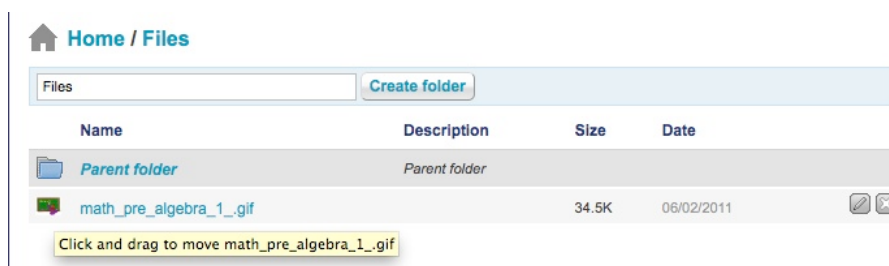 Home / Files
Files Create folder
Name Description Size Date
Parent folder Parent folder
math_pre_algebra_1_.gif 34.5K 06/02/2011
Click and drag to move math_pre_algebra_1_.gif